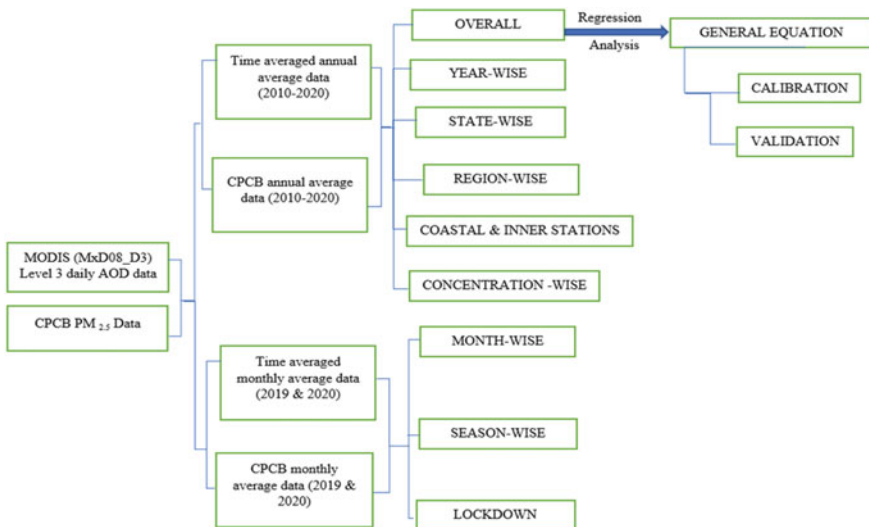 MODIS (MxD08_D3)
Level 3 daily AOD data
CPCB PM 2.5 Data
Time averaged annual
average data
(2010-2020)
CPCB annual average
data (2010-2020)
Time averaged
monthly average data
(2019 & 2020)
CPCB monthly
average data (2019 &
2020)
OVERALL
YEAR-WISE
STATE-WISE
REGION-WISE
COASTAL & INNER STATIONS
CONCENTRATION -WISE
MONTH-WISE
SEASON-WISE
LOCKDOWN
Regression
Analysis
GENERAL EQUATION
CALIBRATION
VALIDATION